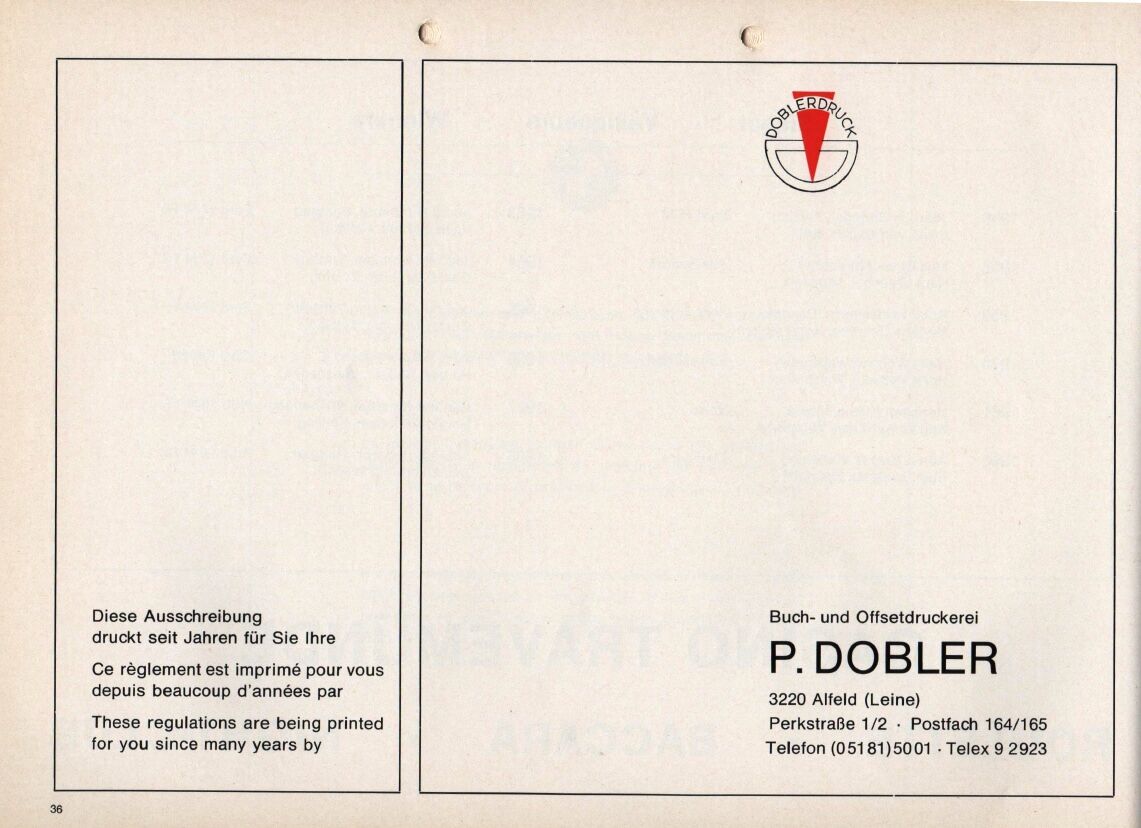 DOBLERDRUCK
Diese Ausschreibung
druckt seit Jahren für Sie Ihre
Ce règlement est imprimé pour vous
depuis beaucoup d'années par
These regulations are being printed
for you since many years by
Buch- und Offsetdruckerei
P. DOBLER
3220 Alfeld (Leine)
Perkstraße 1/2 · Postfach 164/165
Telefon (05181) 5001 · Telex 9 2923
36